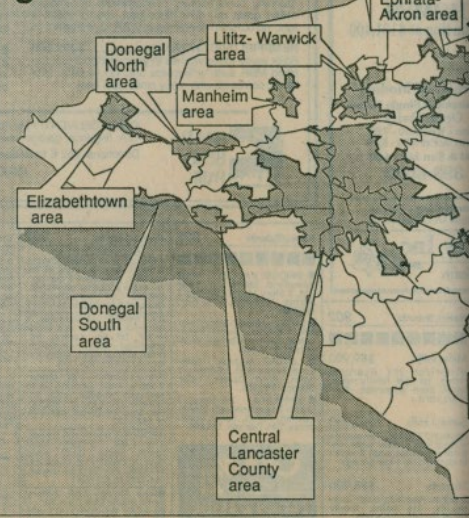 Ephrata-
Akron area
Donegal
North
area
Lititz- Warwick
area
Manheim
area
Elizabethtown
area
Donegal
South
area
Central
Lancaster
County
area